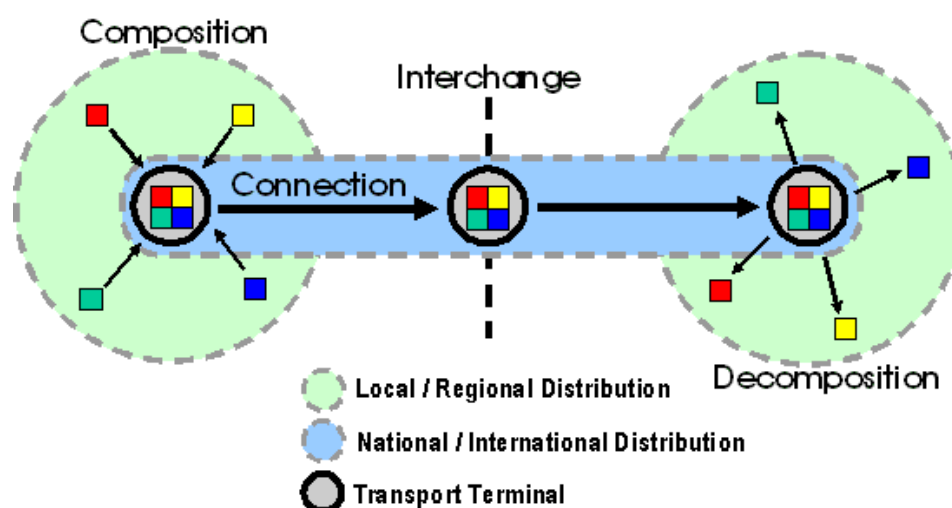 Composition
Interchange
Connection
Decomposition
Local / Regional Distribution
National / International Distribution
Transport Terminal